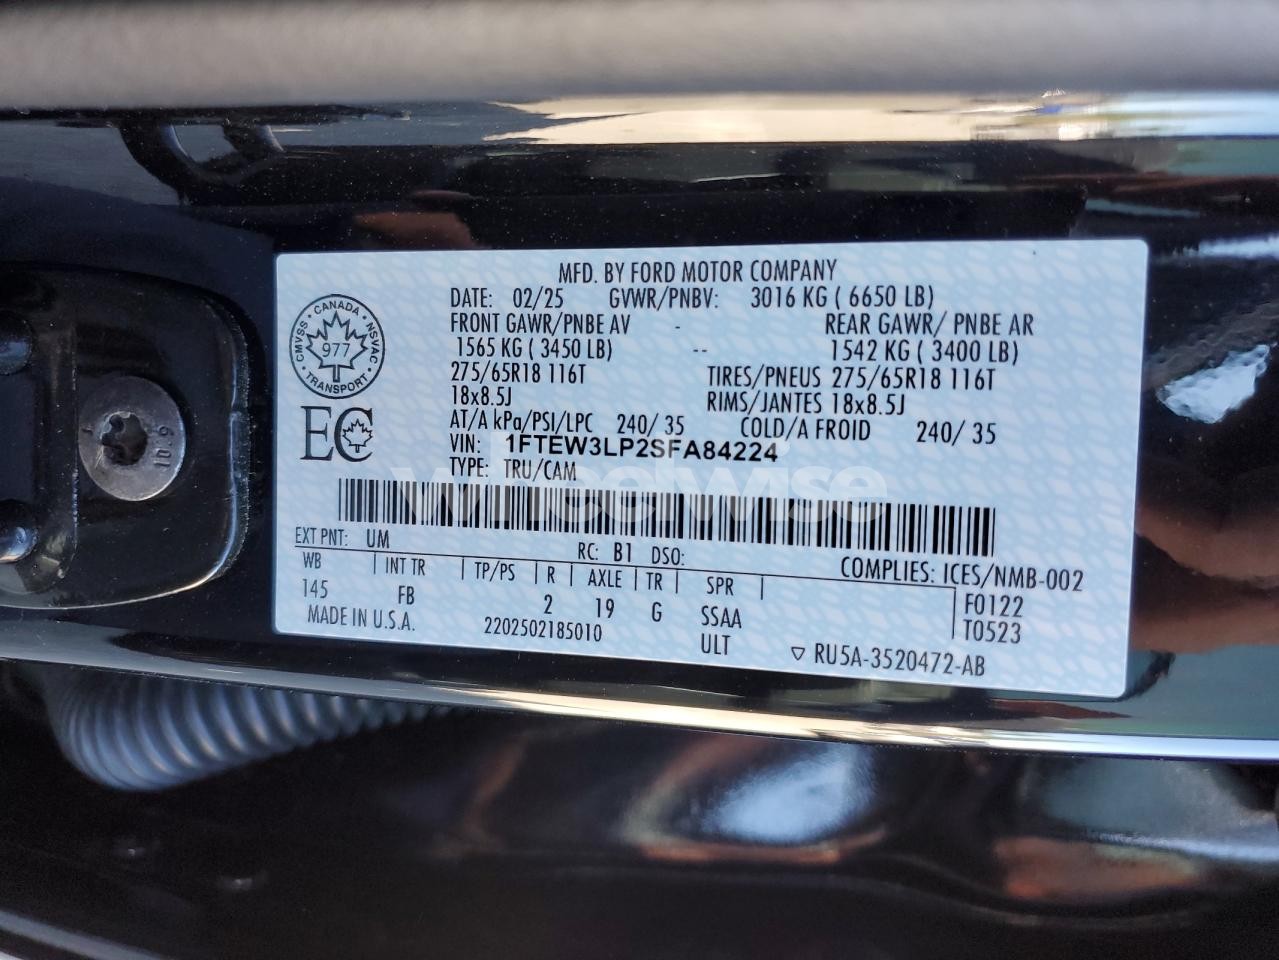 MFD. BY FORD MOTOR COMPANY
DATE: 02/25 GVWR/PNBV: 3016 KG ( 6650 LB)
FRONT GAWR/PNBE AV - REAR GAWR/ PNBE AR
1565 KG ( 3450 LB) -- 1542 KG ( 3400 LB)
275/65R18 116T TIRES/PNEUS 275/65R18 116T
18x8.5J RIMS/JANTES 18x8.5J
AT/A kPa/PSI/LPC 240/ 35 COLD/A FROID 240/ 35
VIN: 1FTEW3LP2SFA84224
TYPE: TRU/CAM
CANADA
CMVSS NSVAC
977
TRANSPORT
EC
wheelwise
EXT PNT: UM RC: B1 DSO: COMPLIES: ICES/NMB-002
WB INT TR TP/PS R AXLE TR SPR F0122
145 FB 2 19 G SSAA T0523
MADE IN U.S.A. 2202502185010 ULT ▽ RU5A-3520472-AB
10.9